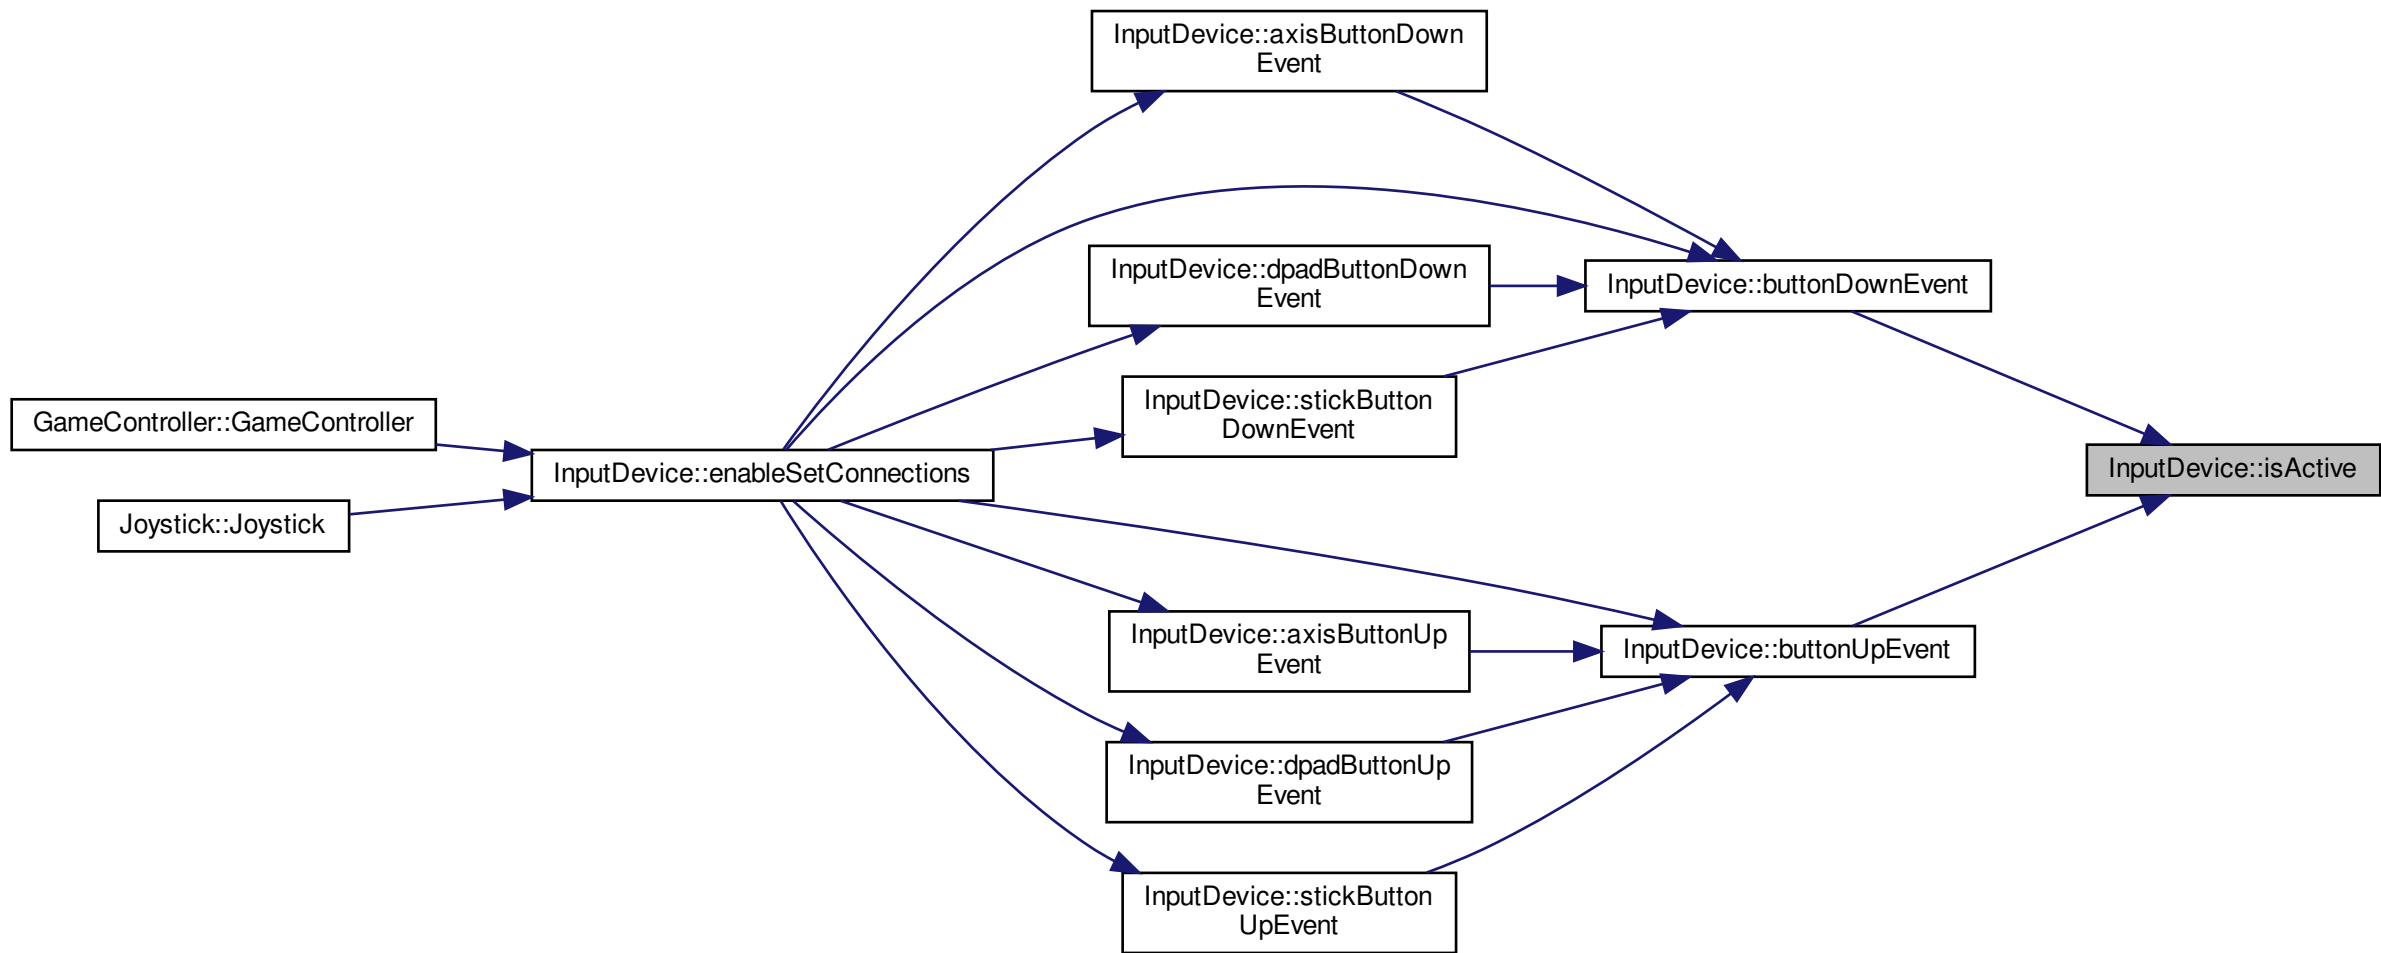 InputDevice::axisButtonDown
Event
InputDevice::dpadButtonDown
Event
InputDevice::buttonDownEvent
InputDevice::stickButton
DownEvent
GameController::GameController
InputDevice::enableSetConnections
InputDevice::isActive
Joystick::Joystick
InputDevice::axisButtonUp
Event
InputDevice::buttonUpEvent
InputDevice::dpadButtonUp
Event
InputDevice::stickButton
UpEvent